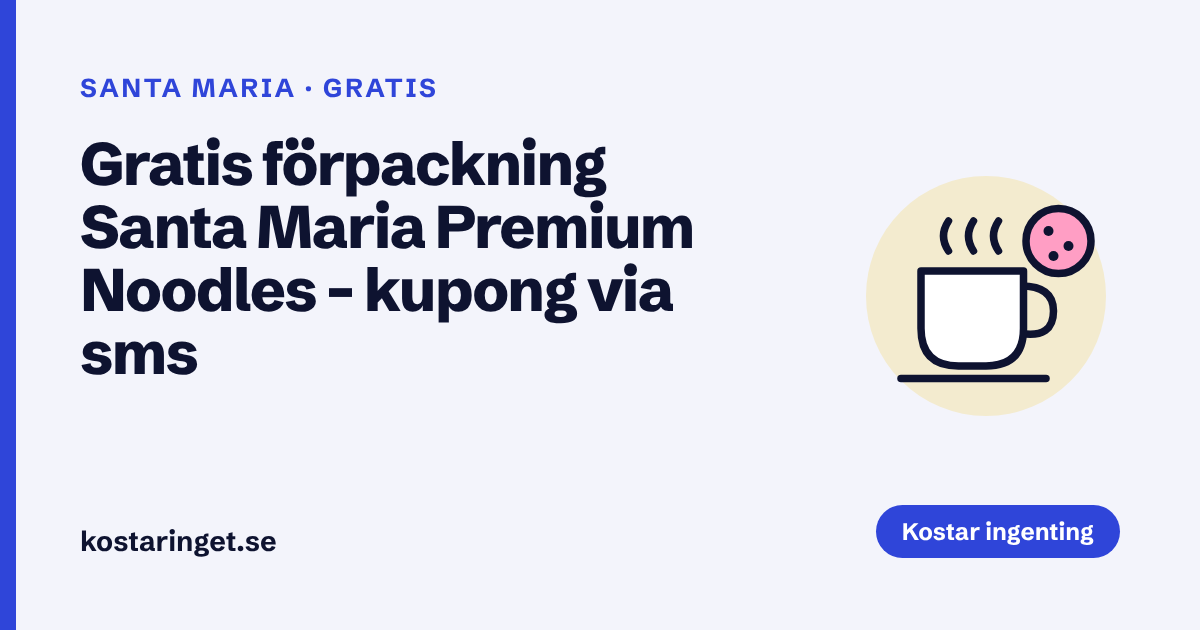 SANTA MARIA · GRATIS
Gratis förpackning
Santa Maria Premium
Noodles – kupong via
sms
kostaringet.se
Kostar ingenting